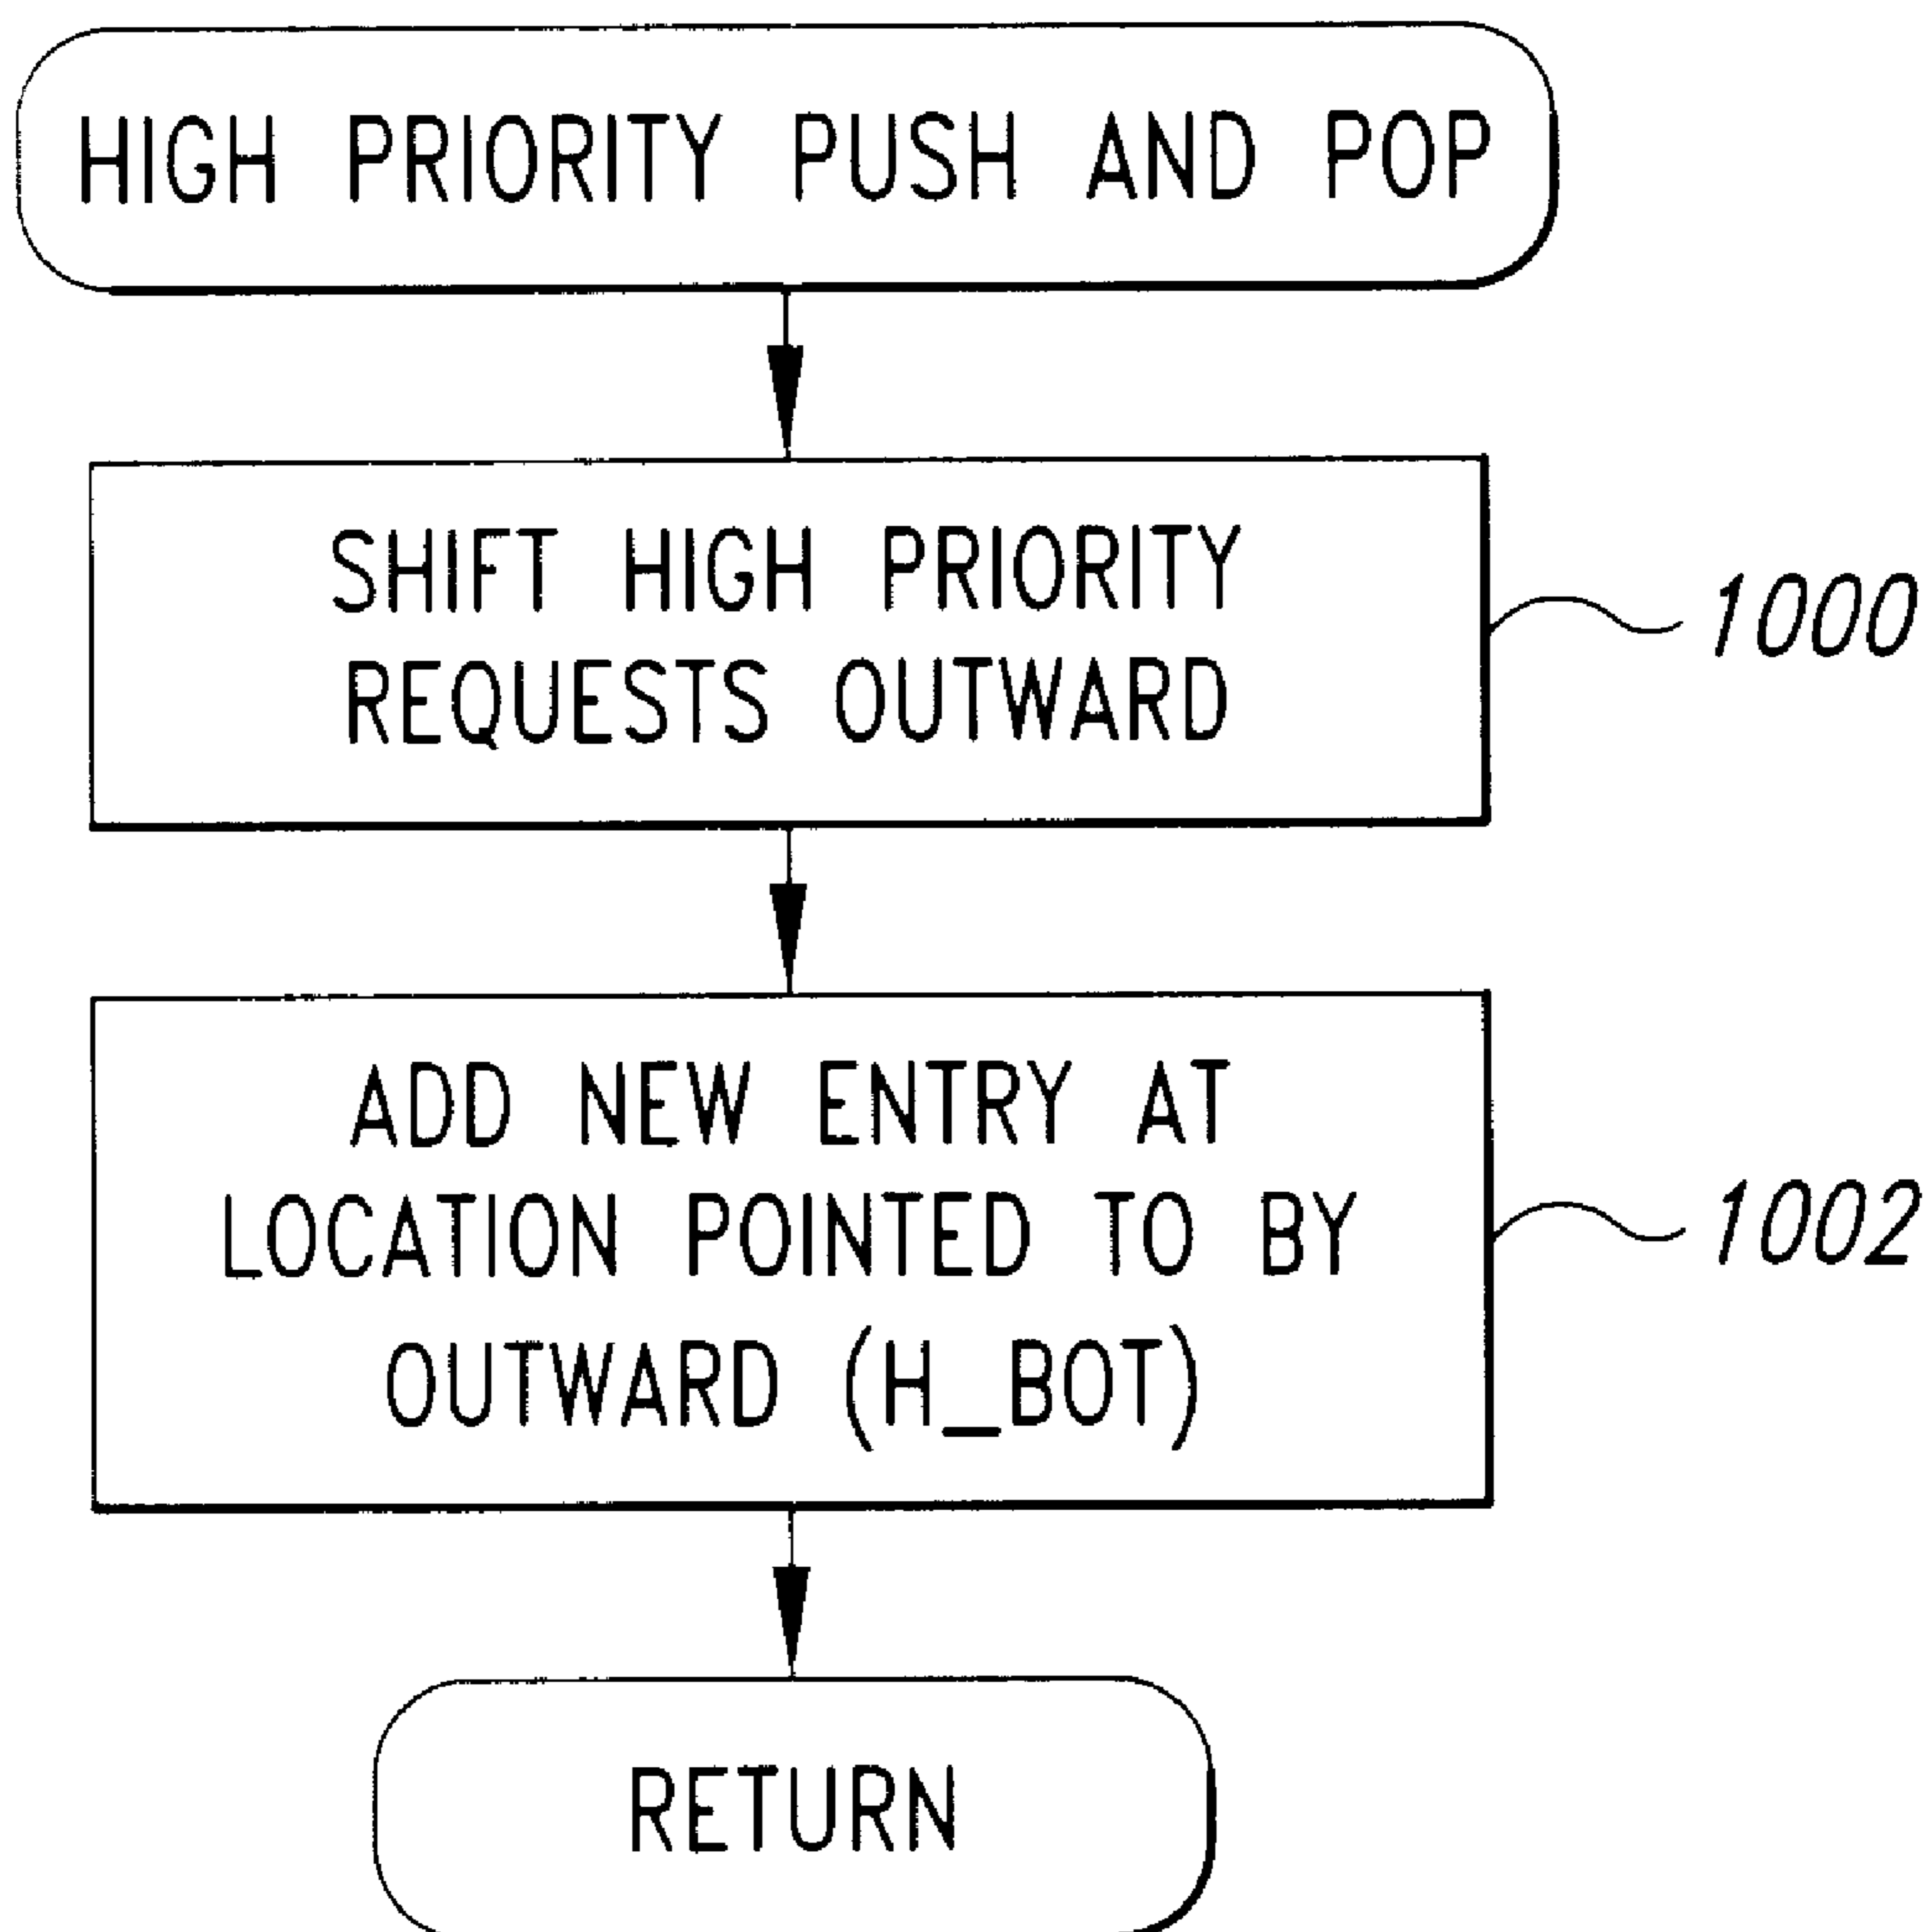 HIGH PRIORITY PUSH AND POP
SHIFT HIGH PRIORITY
REQUESTS OUTWARD
1000
ADD NEW ENTRY AT
LOCATION POINTED TO BY
OUTWARD (H_BOT)
1002
RETURN